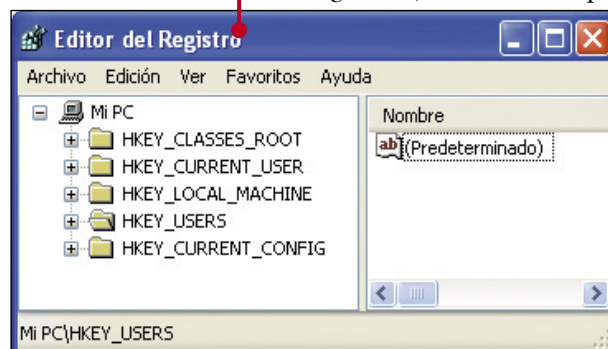 Editor del Registro
Archivo Edición Ver Favoritos Ayuda
Mi PC
HKEY_CLASSES_ROOT
HKEY_CURRENT_USER
HKEY_LOCAL_MACHINE
HKEY_USERS
HKEY_CURRENT_CONFIG
Nombre
ab
(Predeterminado)
Mi PC\HKEY_USERS